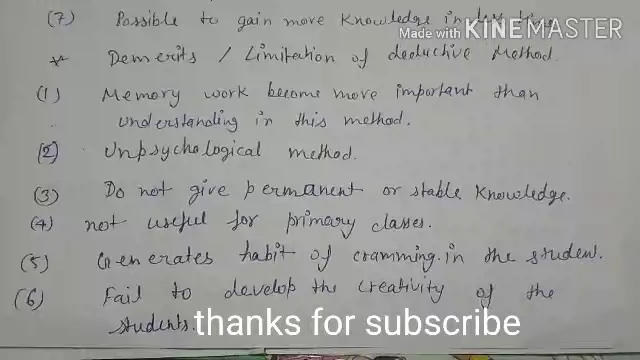 (7) Possible to gain more knowledge in less time
Made with KINEMASTER
* Demerits / Limitation of deductive Method.
(1) Memory work become more important than
understanding in this method.
(2) Unpsychological method.
(3) Do not give permanent or stable knowledge.
(4) not useful for primary classes.
(5) Generates habit of cramming in the student.
(6) Fail to develop the creativity of the
students.
thanks for subscribe